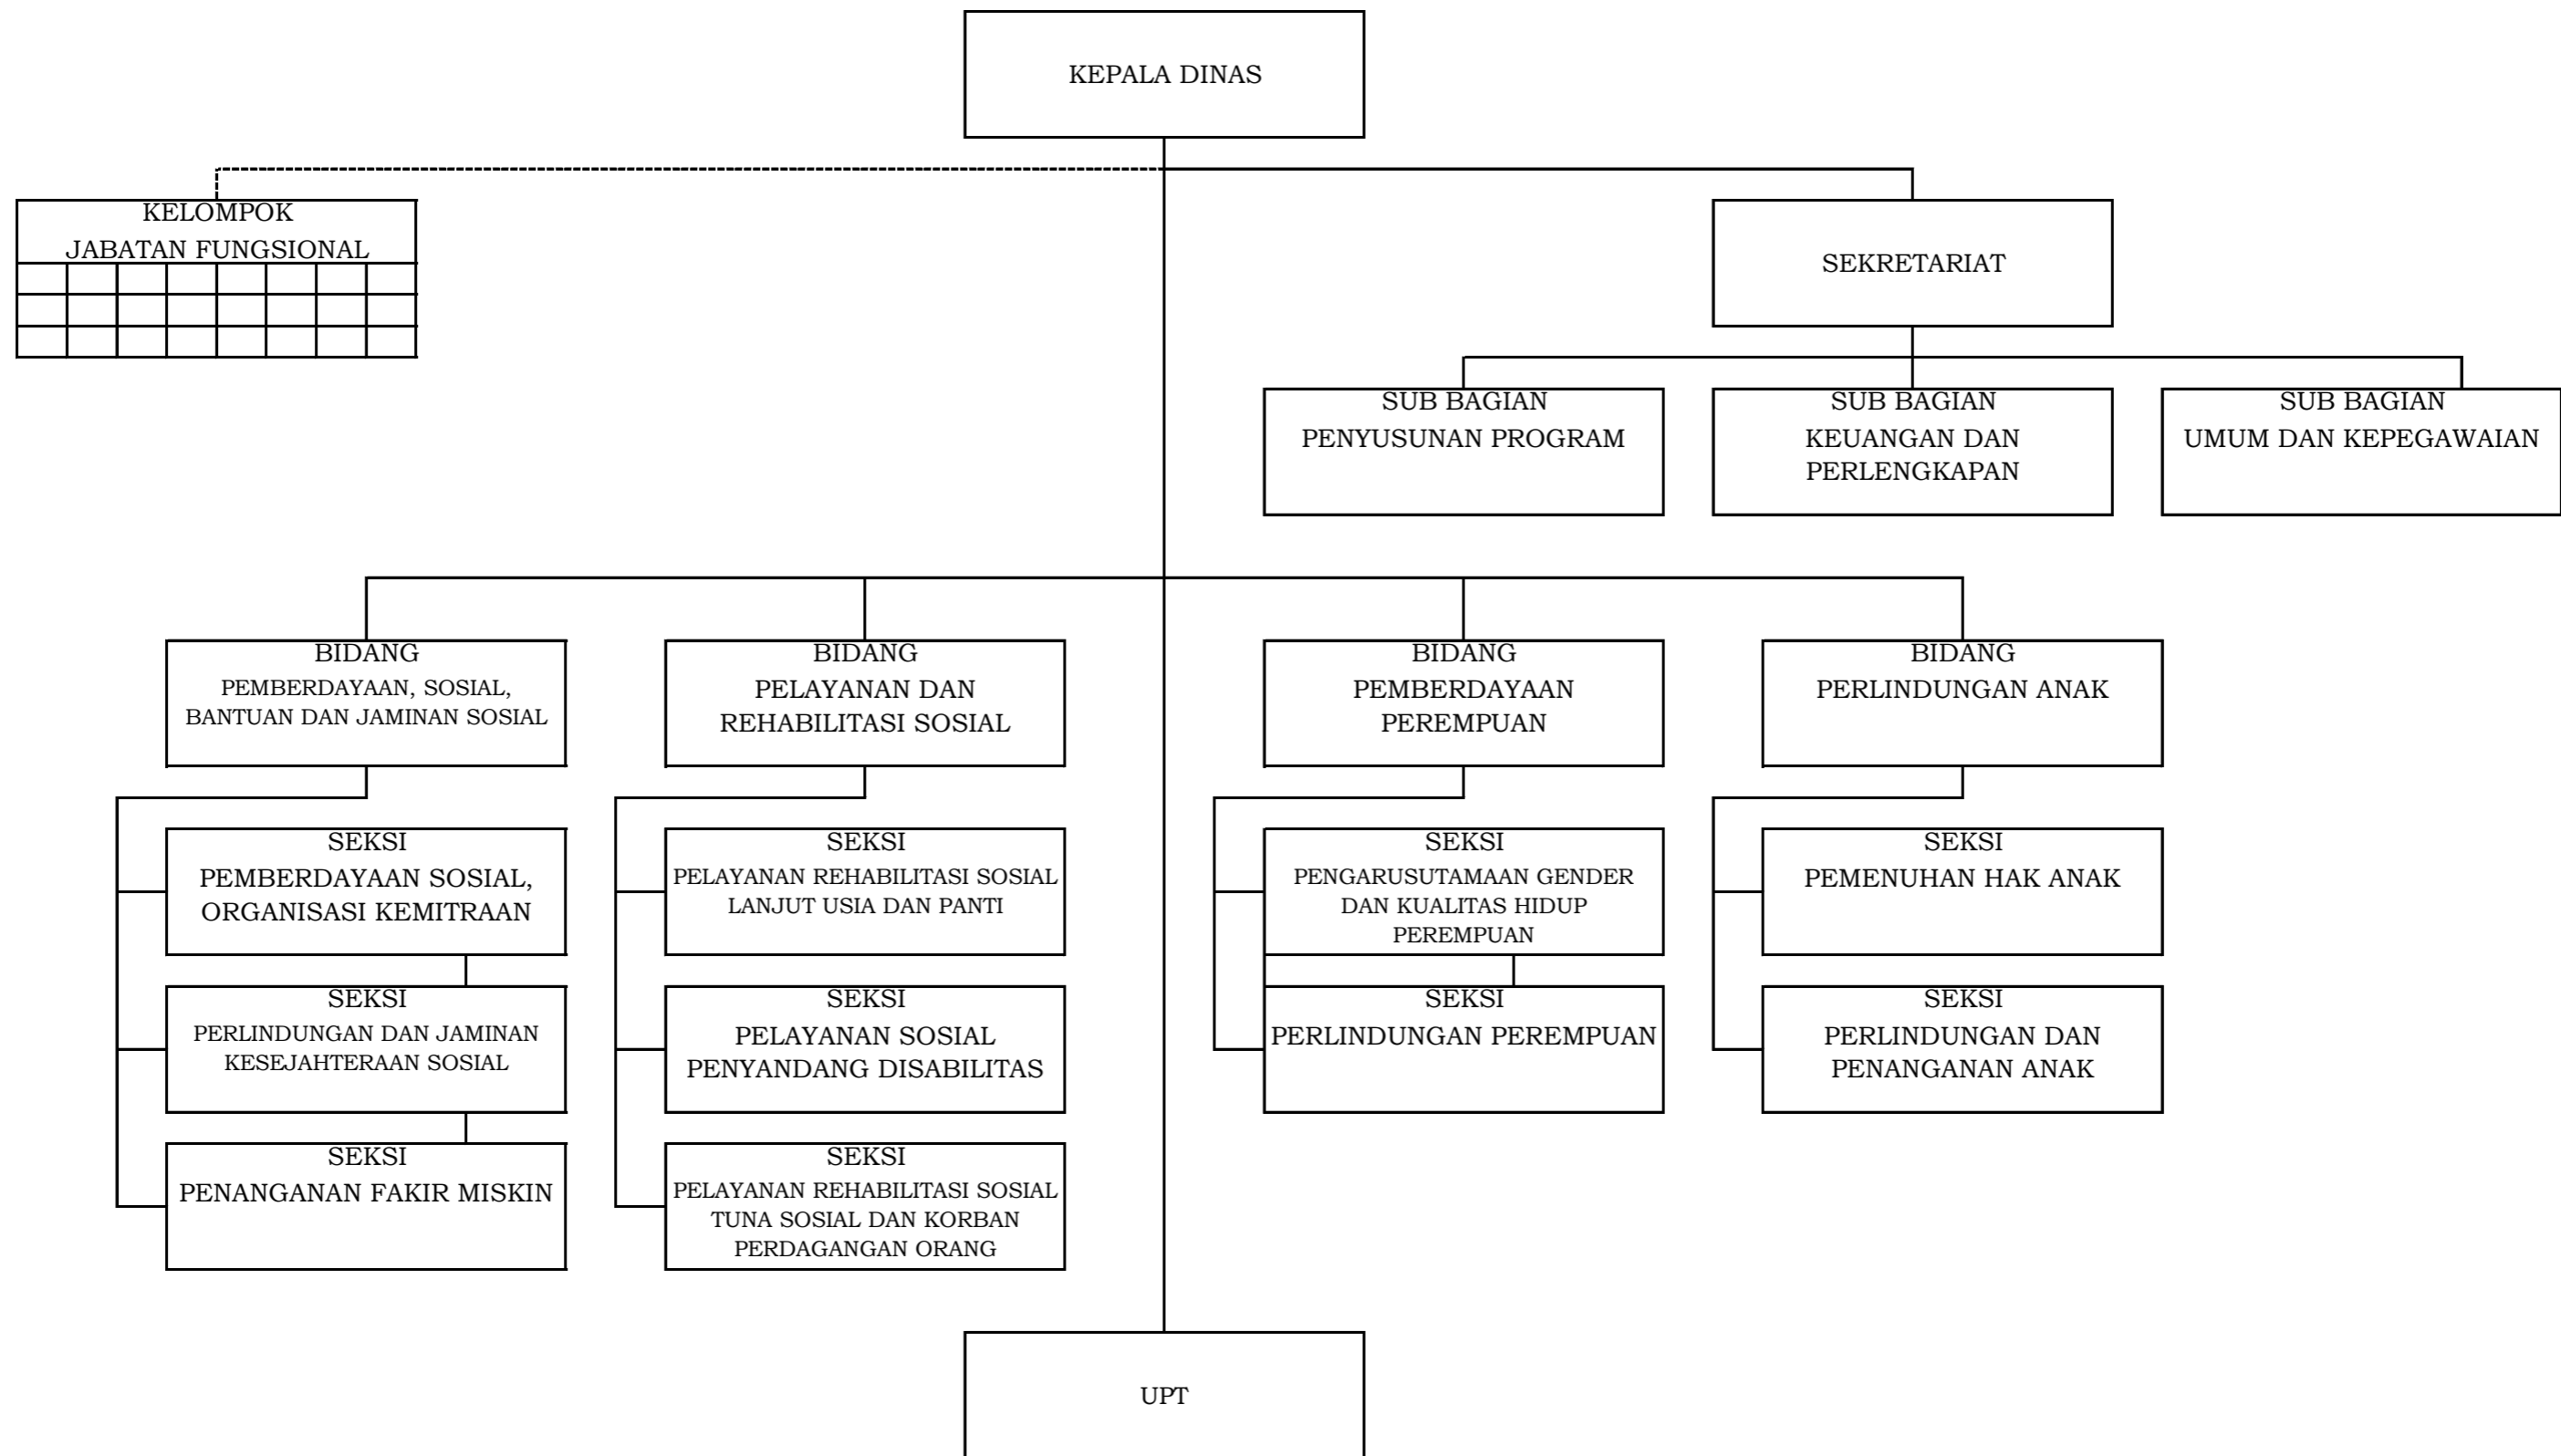 KEPALA DINAS
KELOMPOK
JABATAN FUNGSIONAL
SEKRETARIAT
SUB BAGIAN
PENYUSUNAN PROGRAM
SUB BAGIAN
KEUANGAN DAN
PERLENGKAPAN
SUB BAGIAN
UMUM DAN KEPEGAWAIAN
BIDANG
PEMBERDAYAAN, SOSIAL,
BANTUAN DAN JAMINAN SOSIAL
BIDANG
PELAYANAN DAN
REHABILITASI SOSIAL
BIDANG
PEMBERDAYAAN
PEREMPUAN
BIDANG
PERLINDUNGAN ANAK
SEKSI
PEMBERDAYAAN SOSIAL,
ORGANISASI KEMITRAAN
SEKSI
PELAYANAN REHABILITASI SOSIAL
LANJUT USIA DAN PANTI
SEKSI
PENGARUSUTAMAAN GENDER
DAN KUALITAS HIDUP
PEREMPUAN
SEKSI
PEMENUHAN HAK ANAK
SEKSI
PERLINDUNGAN DAN JAMINAN
KESEJAHTERAAN SOSIAL
SEKSI
PELAYANAN SOSIAL
PENYANDANG DISABILITAS
SEKSI
PERLINDUNGAN PEREMPUAN
SEKSI
PERLINDUNGAN DAN
PENANGANAN ANAK
SEKSI
PENANGANAN FAKIR MISKIN
SEKSI
PELAYANAN REHABILITASI SOSIAL
TUNA SOSIAL DAN KORBAN
PERDAGANGAN ORANG
UPT